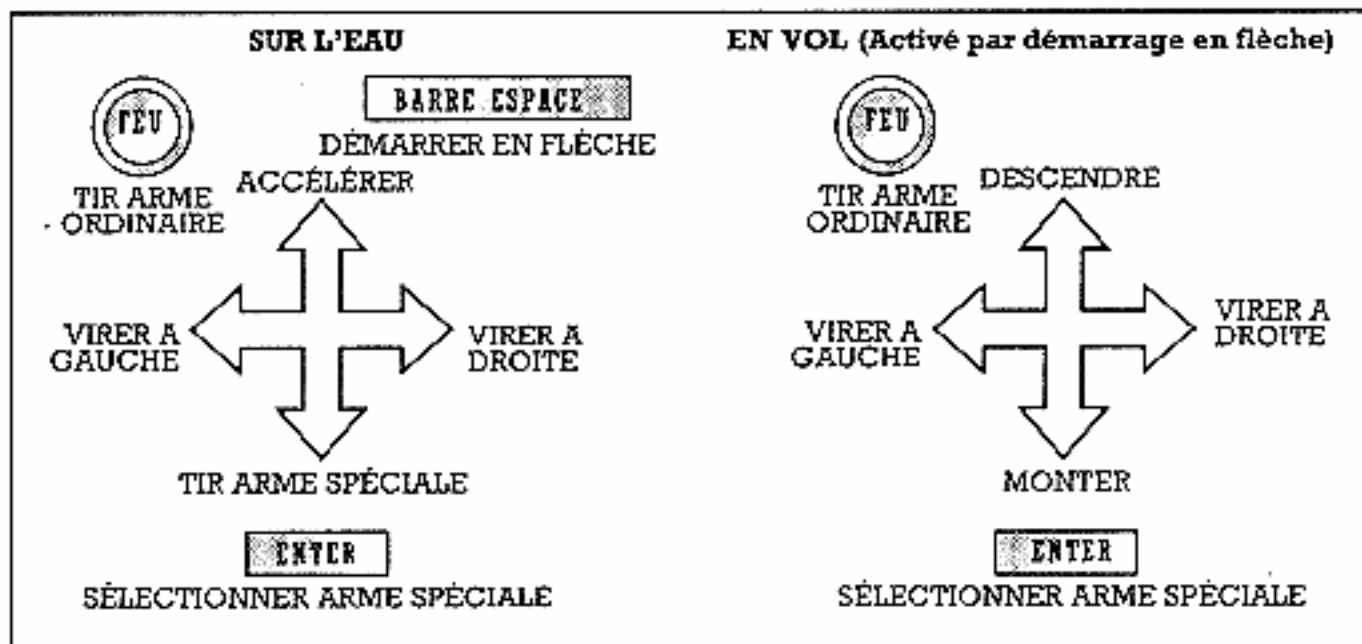 SUR L'EAU
FEU
BARRE ESPACE
DÉMARRER EN FLÈCHE
TIR ARME
ORDINAIRE
ACCÉLÉRER
VIRER A
GAUCHE
VIRER A
DROITE
TIR ARME SPÉCIALE
ENTER
SÉLECTIONNER ARME SPÉCIALE
EN VOL (Activé par démarrage en flèche)
FEU
TIR ARME
ORDINAIRE
DESCENDRE
VIRER A
GAUCHE
VIRER A
DROITE
MONTER
ENTER
SÉLECTIONNER ARME SPÉCIALE